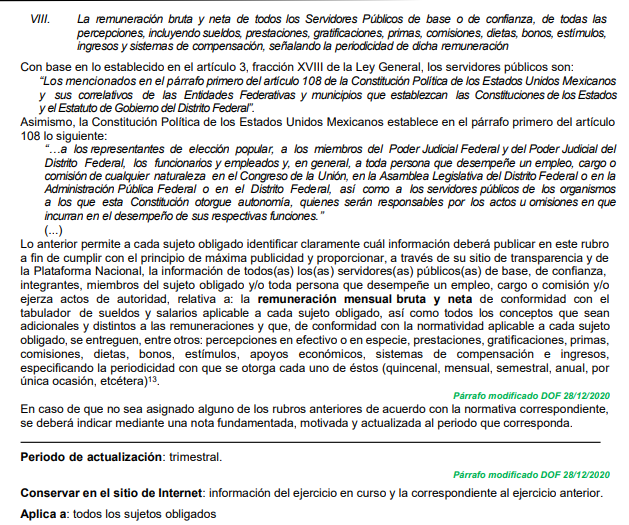 VIII. La remuneración bruta y neta de todos los Servidores Públicos de base o de confianza, de todas las
percepciones, incluyendo sueldos, prestaciones, gratificaciones, primas, comisiones, dietas, bonos, estímulos,
ingresos y sistemas de compensación, señalando la periodicidad de dicha remuneración
Con base en lo establecido en el artículo 3, fracción XVIII de la Ley General, los servidores públicos son:
"Los mencionados en el párrafo primero del artículo 108 de la Constitución Política de los Estados Unidos Mexicanos
y sus correlativos de las Entidades Federativas y municipios que establezcan las Constituciones de los Estados
y el Estatuto de Gobierno del Distrito Federal".
Asimismo, la Constitución Política de los Estados Unidos Mexicanos establece en el párrafo primero del artículo
108 lo siguiente:
"…a los representantes de elección popular, a los miembros del Poder Judicial Federal y del Poder Judicial del
Distrito Federal, los funcionarios y empleados y, en general, a toda persona que desempeñe un empleo, cargo o
comisión de cualquier naturaleza en el Congreso de la Unión, en la Asamblea Legislativa del Distrito Federal o en la
Administración Pública Federal o en el Distrito Federal, así como a los servidores públicos de los organismos
a los que esta Constitución otorgue autonomía, quienes serán responsables por los actos u omisiones en que
incurran en el desempeño de sus respectivas funciones."
(...)
Lo anterior permite a cada sujeto obligado identificar claramente cuál información deberá publicar en este rubro
a fin de cumplir con el principio de máxima publicidad y proporcionar, a través de su sitio de transparencia y de
la Plataforma Nacional, la información de todos(as) los(as) servidores(as) públicos(as) de base, de confianza,
integrantes, miembros del sujeto obligado y/o toda persona que desempeñe un empleo, cargo o comisión y/o
ejerza actos de autoridad, relativa a: la remuneración mensual bruta y neta de conformidad con el
tabulador de sueldos y salarios aplicable a cada sujeto obligado, así como todos los conceptos que sean
adicionales y distintos a las remuneraciones y que, de conformidad con la normatividad aplicable a cada sujeto
obligado, se entreguen, entre otros: percepciones en efectivo o en especie, prestaciones, gratificaciones, primas,
comisiones, dietas, bonos, estímulos, apoyos económicos, sistemas de compensación e ingresos,
especificando la periodicidad con que se otorga cada uno de éstos (quincenal, mensual, semestral, anual, por
única ocasión, etcétera)13.
Párrafo modificado DOF 28/12/2020
En caso de que no sea asignado alguno de los rubros anteriores de acuerdo con la normativa correspondiente,
se deberá indicar mediante una nota fundamentada, motivada y actualizada al periodo que corresponda.
Periodo de actualización: trimestral.
Párrafo modificado DOF 28/12/2020
Conservar en el sitio de Internet: información del ejercicio en curso y la correspondiente al ejercicio anterior.
Aplica a: todos los sujetos obligados